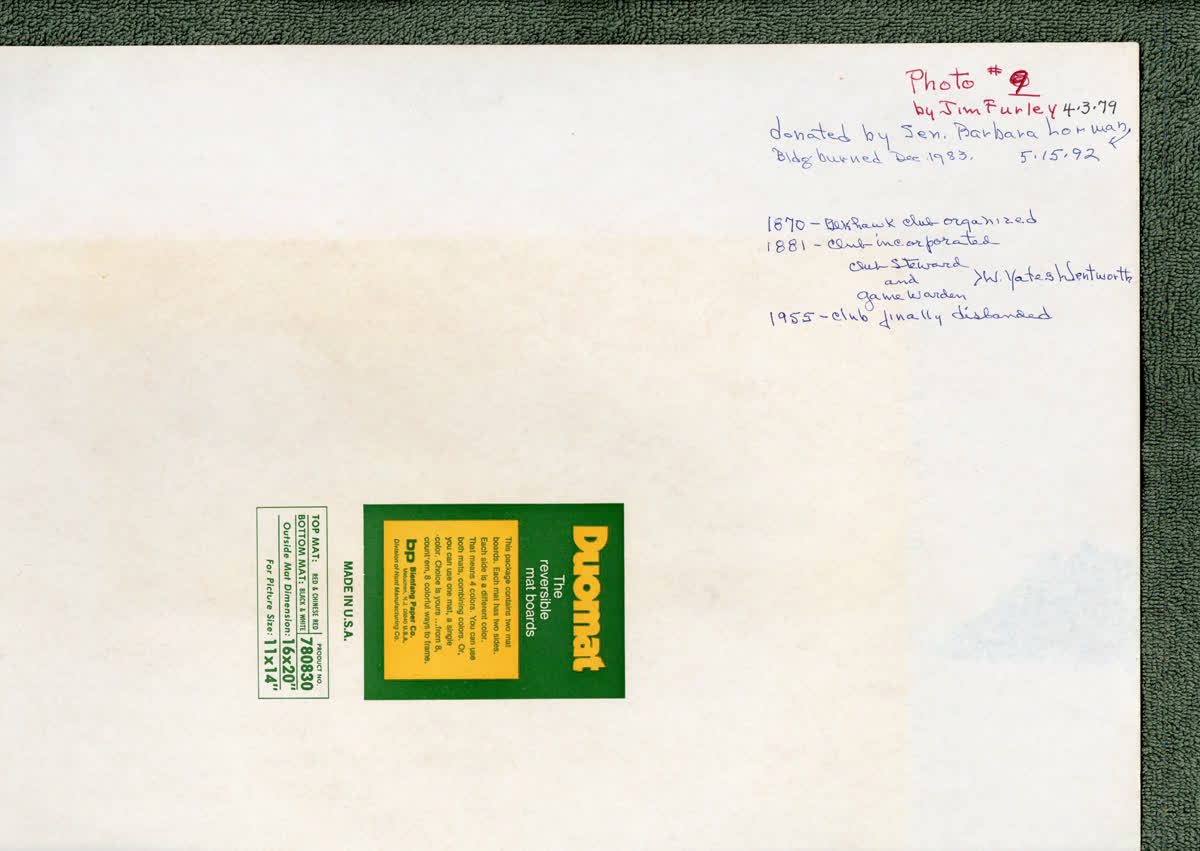 Photo # 9
by Jim Furley 4.3.79
donated by Sen. Barbara Lorman
Bldg burned Dec. 1983. 5.15.92
1870 - Blkhawk club organized
1881 - Club incorporated
Club Steward
and
Game Warden
>W. Yates Wentworth
1955 - Club finally disbanded
Duomat
The
reversible
mat boards
This package contains two mat
boards. Each mat has two sides.
Each side is a different color.
That means 4 colors. You can use
both mats, combining colors. Or,
you can use one mat, a single
color. Choice is yours ...from 8,
count'em, 8 colorful ways to frame.
bp Bienfang Paper Co.
Metuchen, N.J. 08840 U.S.A.
Division of Hunt Manufacturing Co.
MADE IN U.S.A.
PRODUCT NO.
TOP MAT: RED & CHINESE RED
BOTTOM MAT: BLACK & WHITE 780830
Outside Mat Dimension: 16x20"
For Picture Size: 11x14"